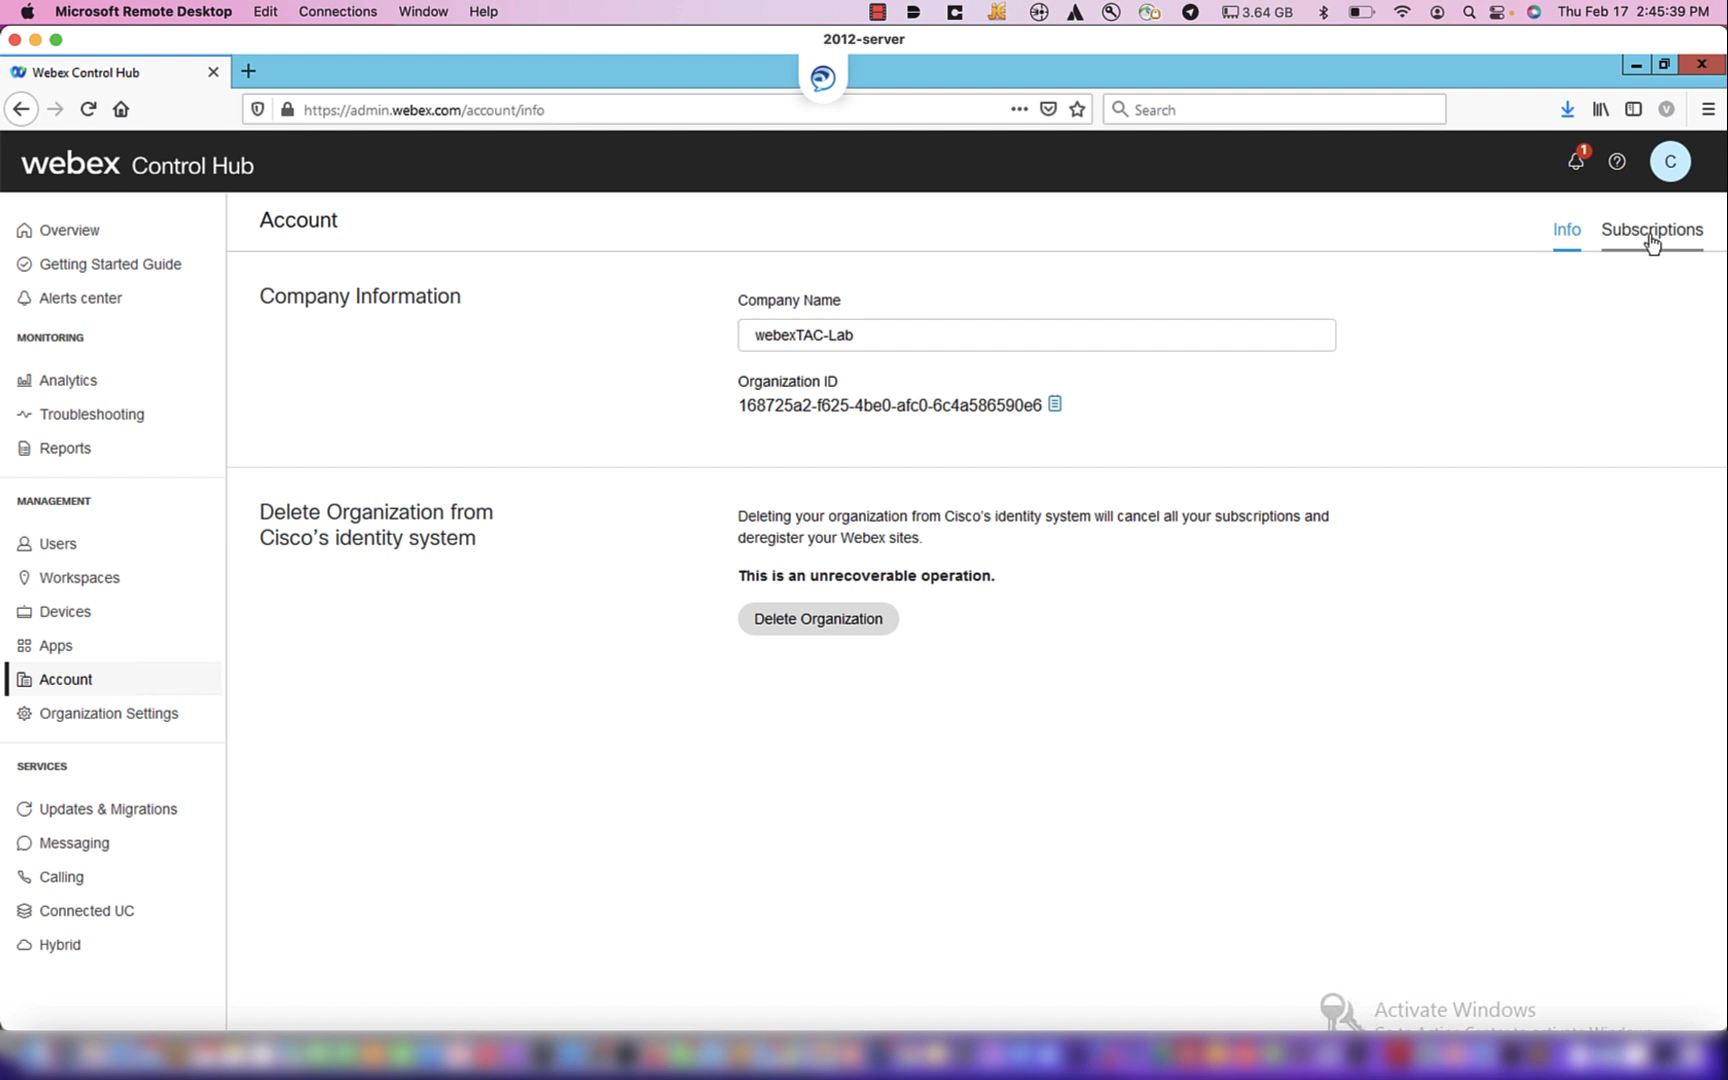 Microsoft Remote Desktop Edit Connections Window Help 3.64 GB Thu Feb 17 2:45:39 PM
2012-server
Webex Control Hub
https://admin.webex.com/account/info
Search
webex Control Hub
1
C
Overview
Getting Started Guide
Alerts center
MONITORING
Analytics
Troubleshooting
Reports
MANAGEMENT
Users
Workspaces
Devices
Apps
Account
Organization Settings
SERVICES
Updates & Migrations
Messaging
Calling
Connected UC
Hybrid
Account
Info Subscriptions
Company Information
Company Name
webexTAC-Lab
Organization ID
168725a2-f625-4be0-afc0-6c4a586590e6
Delete Organization from
Cisco's identity system
Deleting your organization from Cisco's identity system will cancel all your subscriptions and
deregister your Webex sites.
This is an unrecoverable operation.
Delete Organization
Activate Windows